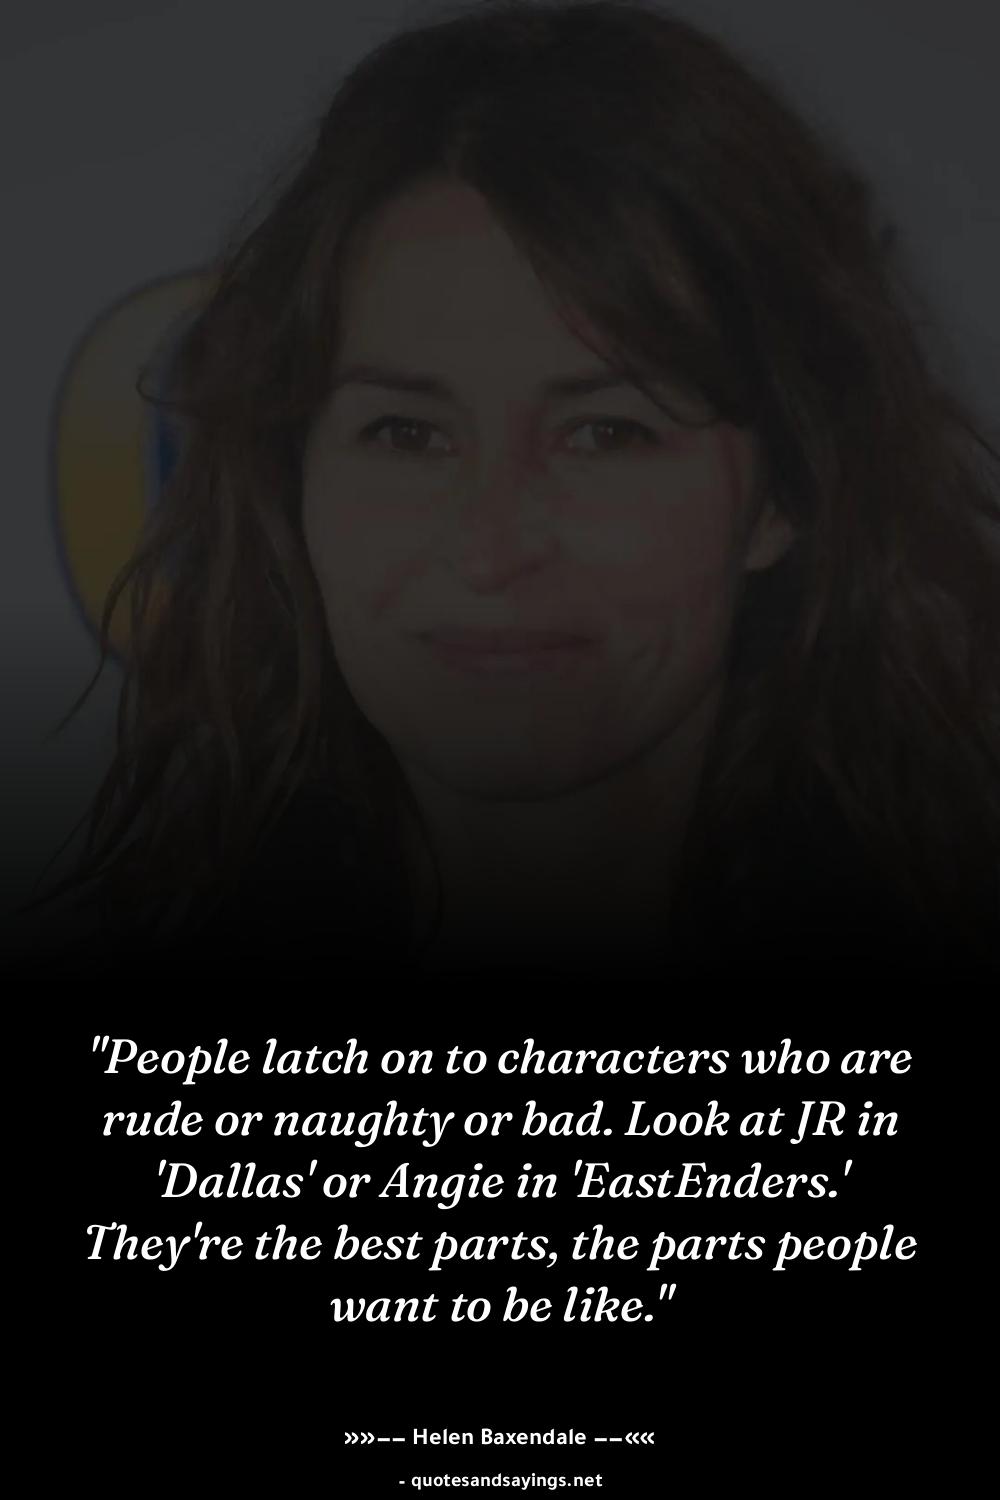 "People latch on to characters who are
rude or naughty or bad. Look at JR in
'Dallas' or Angie in 'EastEnders.'
They're the best parts, the parts people
want to be like."
»»—— Helen Baxendale ——««
- quotesandsayings.net